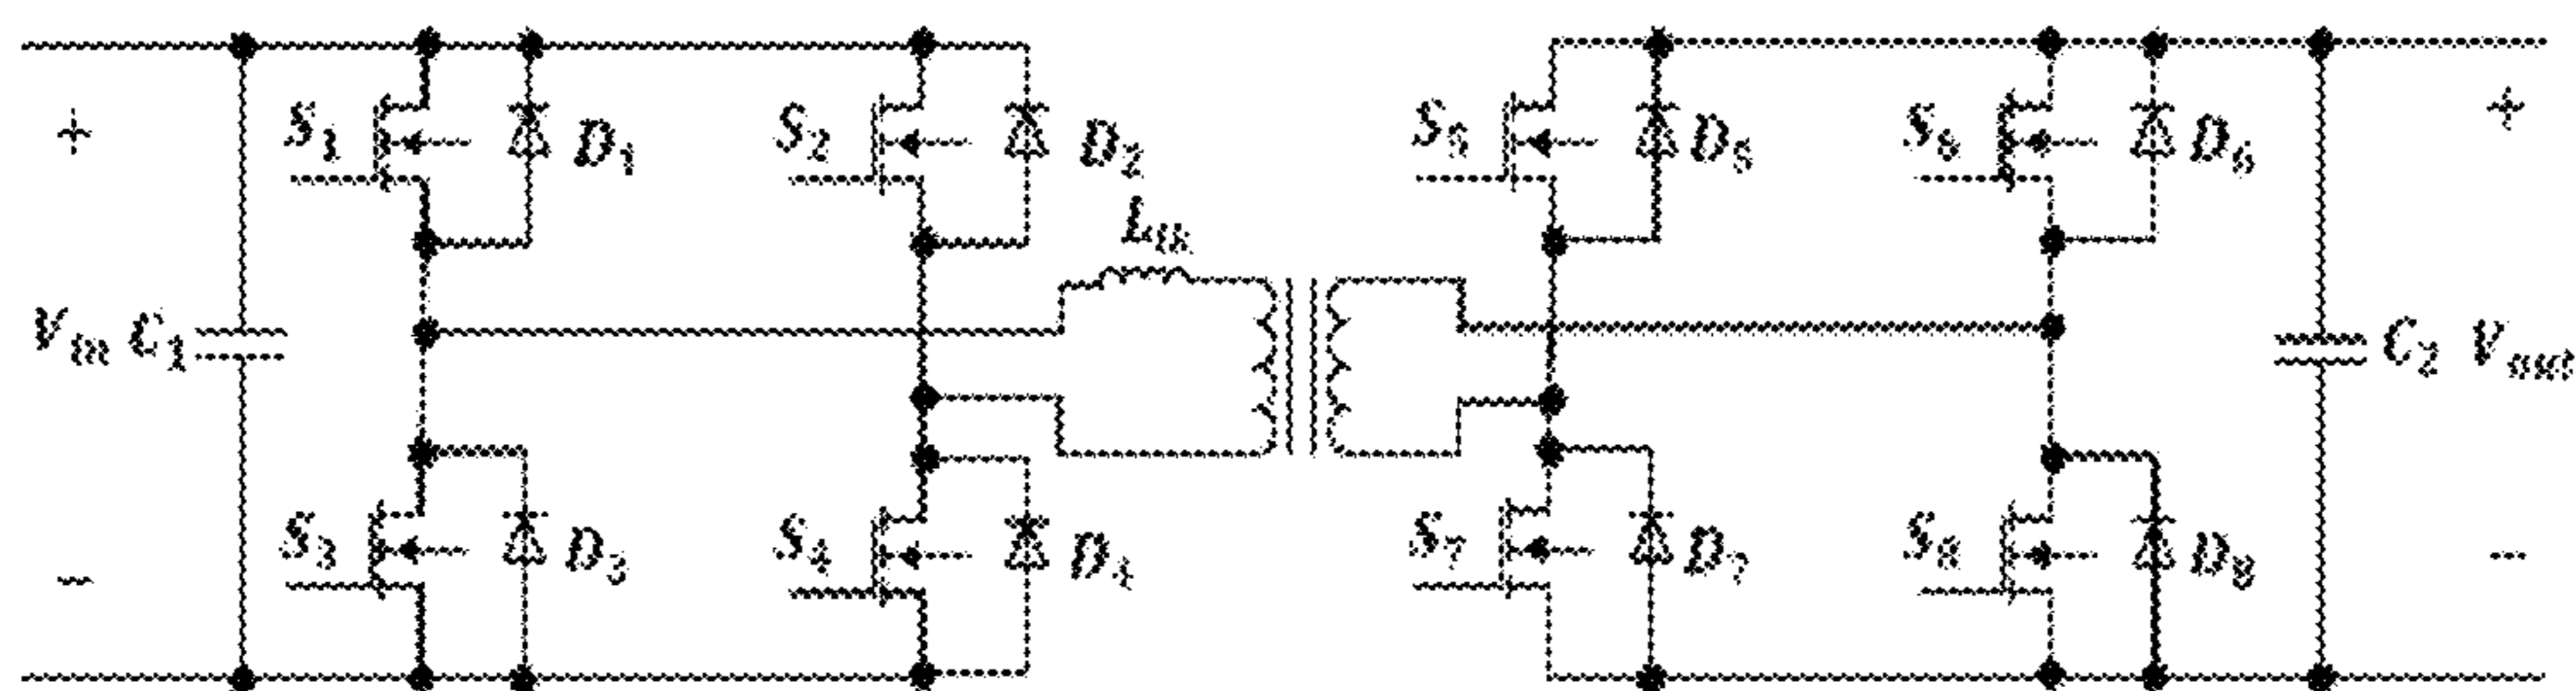 +
S1
D1
S2
D2
S5
D5
S6
D6
+
Vin
C1
C2
Vout
−
S3
D3
S4
D4
S7
D7
S8
D8
−